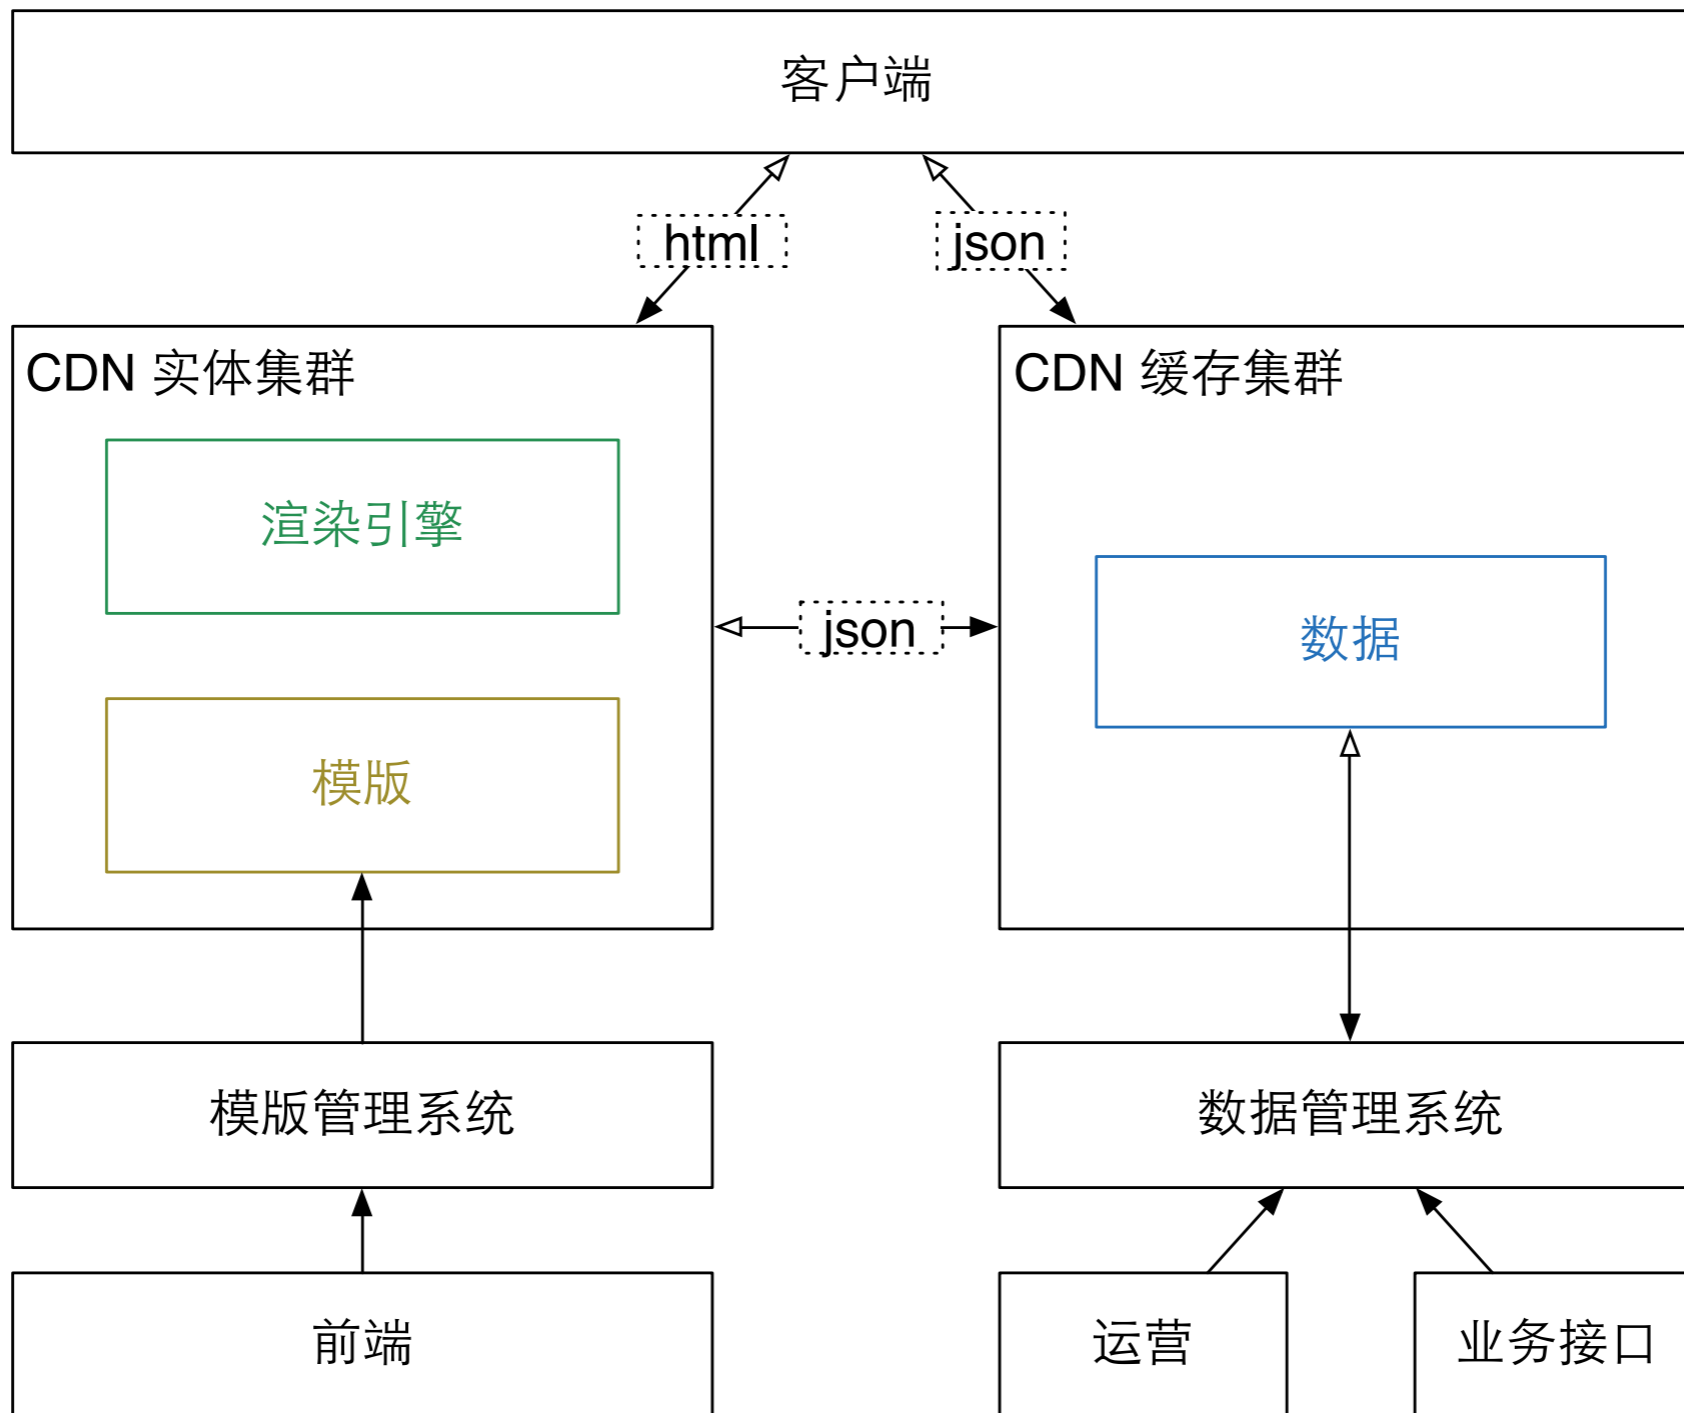 客户端
html
json
CDN 实体集群
CDN 缓存集群
渲染引擎
json
数据
模版
模版管理系统
数据管理系统
前端
运营
业务接口